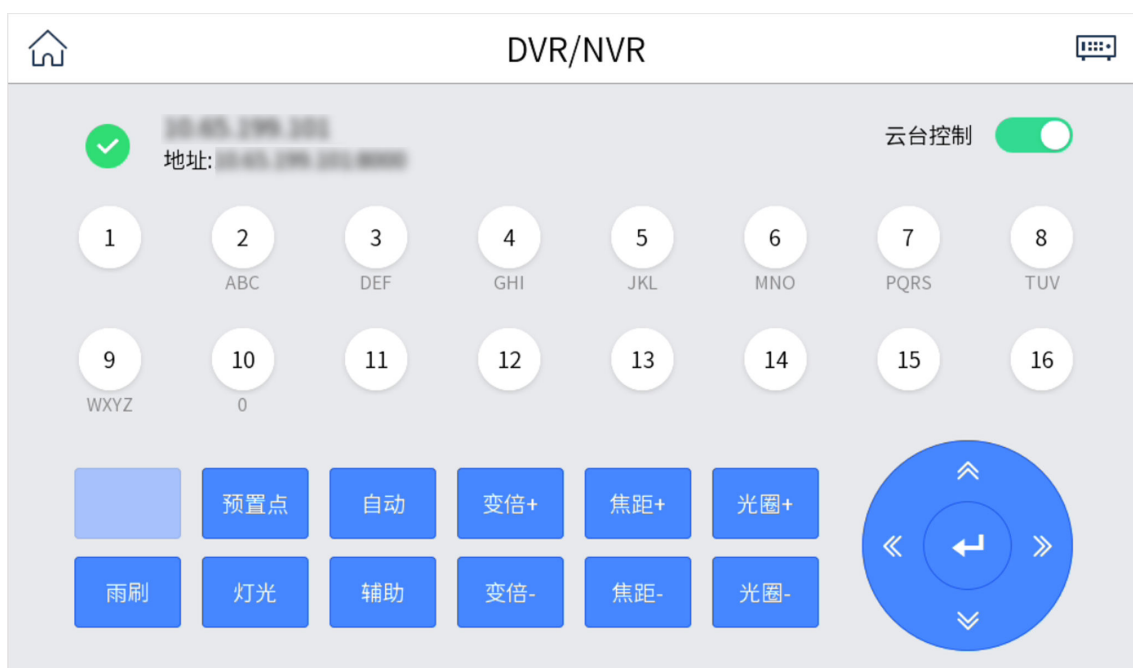 DVR/NVR
云台控制
地址:
1 2 3 4 5 6 7 8
ABC DEF GHI JKL MNO PQRS TUV
9 10 11 12 13 14 15 16
WXYZ 0
预置点 自动 变倍+ 焦距+ 光圈+
雨刷 灯光 辅助 变倍- 焦距- 光圈-